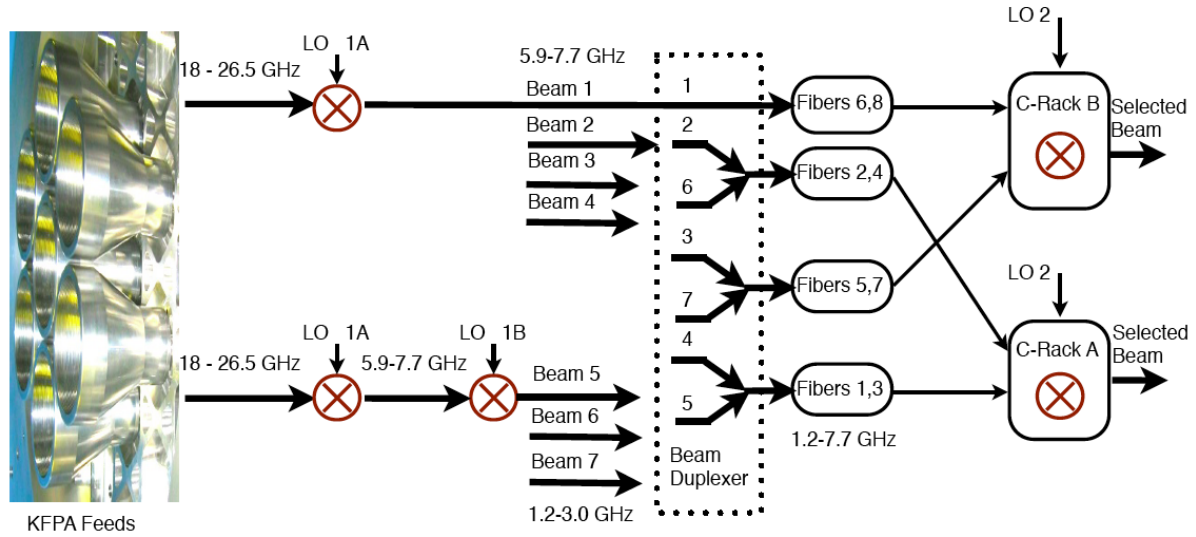 LO 2
LO 1A
5.9-7.7 GHz
18 - 26.5 GHz
Beam 1
1
Fibers 6,8
C-Rack B
Selected
Beam
Beam 2
2
Beam 3
Fibers 2,4
6
Beam 4
3
Fibers 5,7
7
LO 2
LO 1A
LO 1B
4
C-Rack A
Selected
Beam
18 - 26.5 GHz
5.9-7.7 GHz
Beam 5
5
Fibers 1,3
Beam 6
1.2-7.7 GHz
Beam
Duplexer
Beam 7
1.2-3.0 GHz
KFPA Feeds